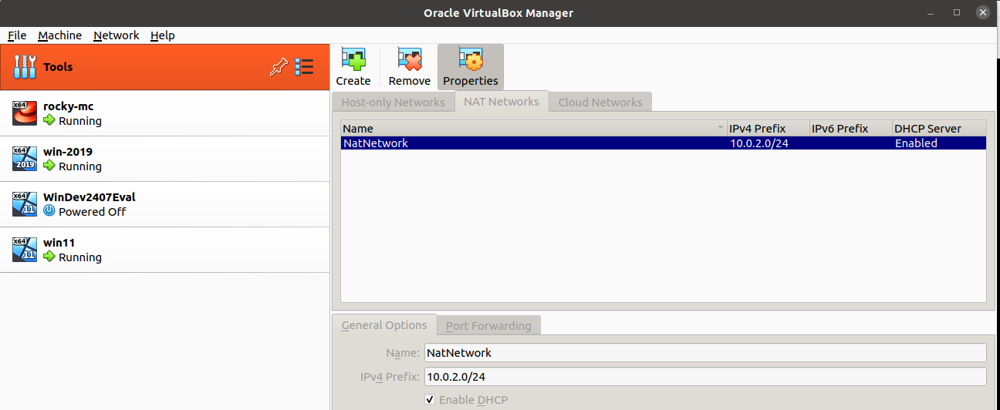 Oracle VirtualBox Manager
File Machine Network Help
Tools
Create Remove Properties
x64 rocky-mc
Running
x64 2019 win-2019
Running
x64 11 WinDev2407Eval
Powered Off
x64 11 win11
Running
Host-only Networks NAT Networks Cloud Networks
Name IPv4 Prefix IPv6 Prefix DHCP Server
NatNetwork 10.0.2.0/24 Enabled
General Options Port Forwarding
Name: NatNetwork
IPv4 Prefix: 10.0.2.0/24
Enable DHCP